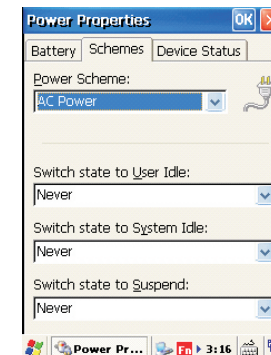 Power Properties OK
Battery Schemes Device Status
Power Scheme:
AC Power
Switch state to User Idle:
Never
Switch state to System Idle:
Never
Switch state to Suspend:
Never
Power Pr... Fn 3:16